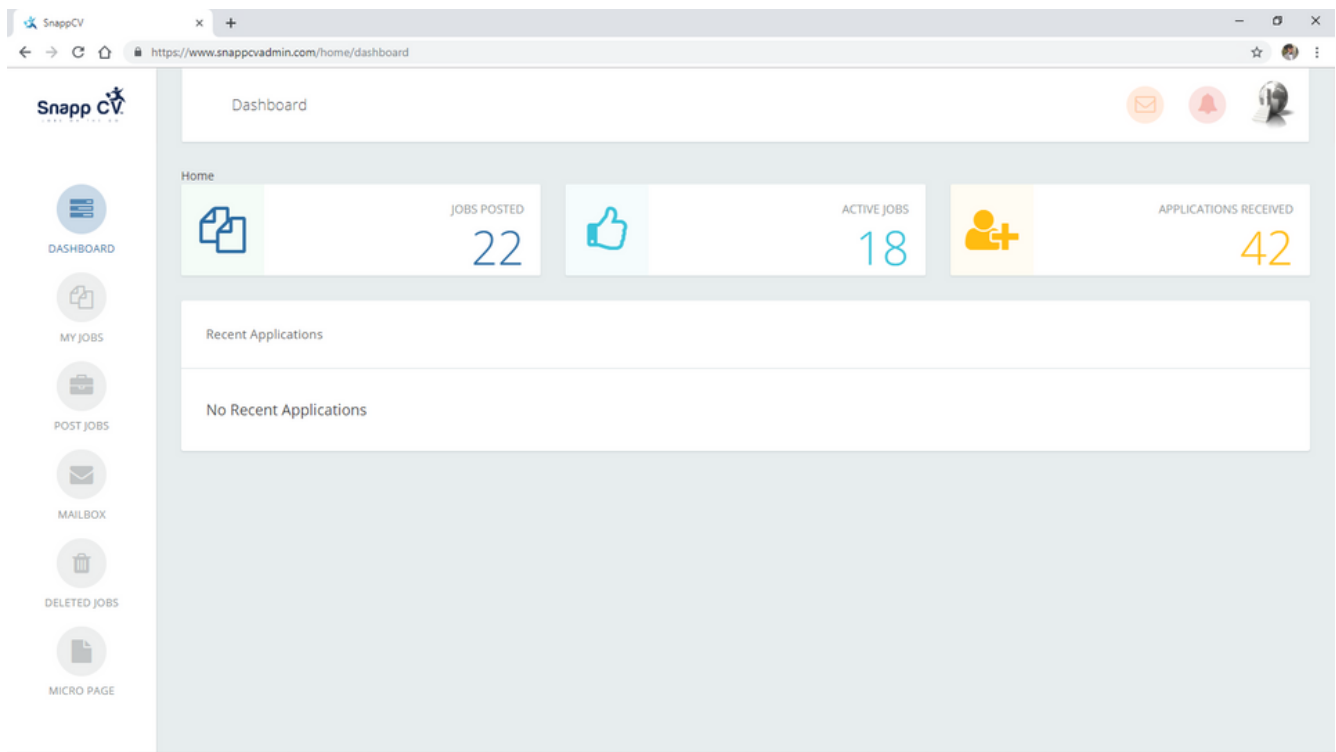 SnappCV
https://www.snappcvadmin.com/home/dashboard
Snapp CV.
Dashboard
Home
JOBS POSTED
22
ACTIVE JOBS
18
APPLICATIONS RECEIVED
42
Recent Applications
No Recent Applications
DASHBOARD
MY JOBS
POST JOBS
MAILBOX
DELETED JOBS
MICRO PAGE